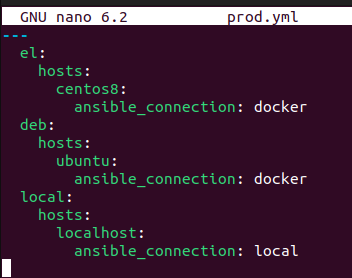 GNU nano 6.2 prod.yml
---
  el:
    hosts:
      centos8:
        ansible_connection: docker
  deb:
    hosts:
      ubuntu:
        ansible_connection: docker
  local:
    hosts:
      localhost:
        ansible_connection: local